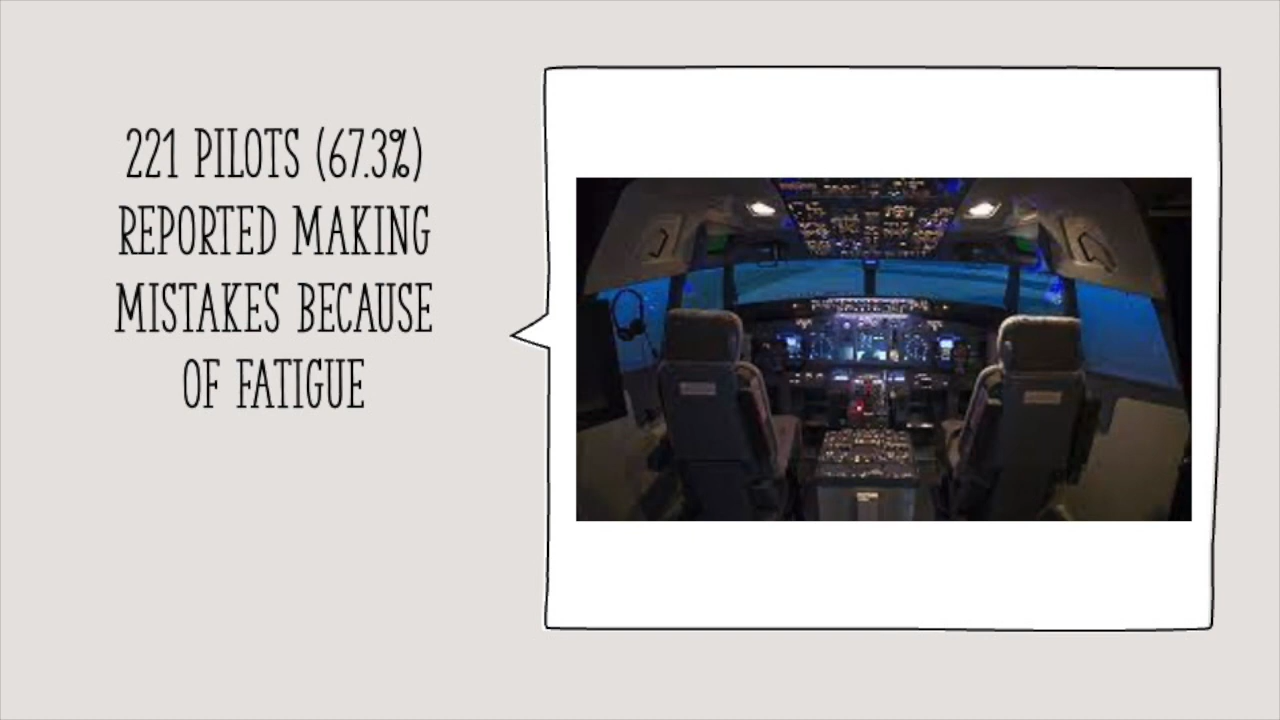 221 PILOTS (67.3%)
REPORTED MAKING
MISTAKES BECAUSE
OF FATIGUE